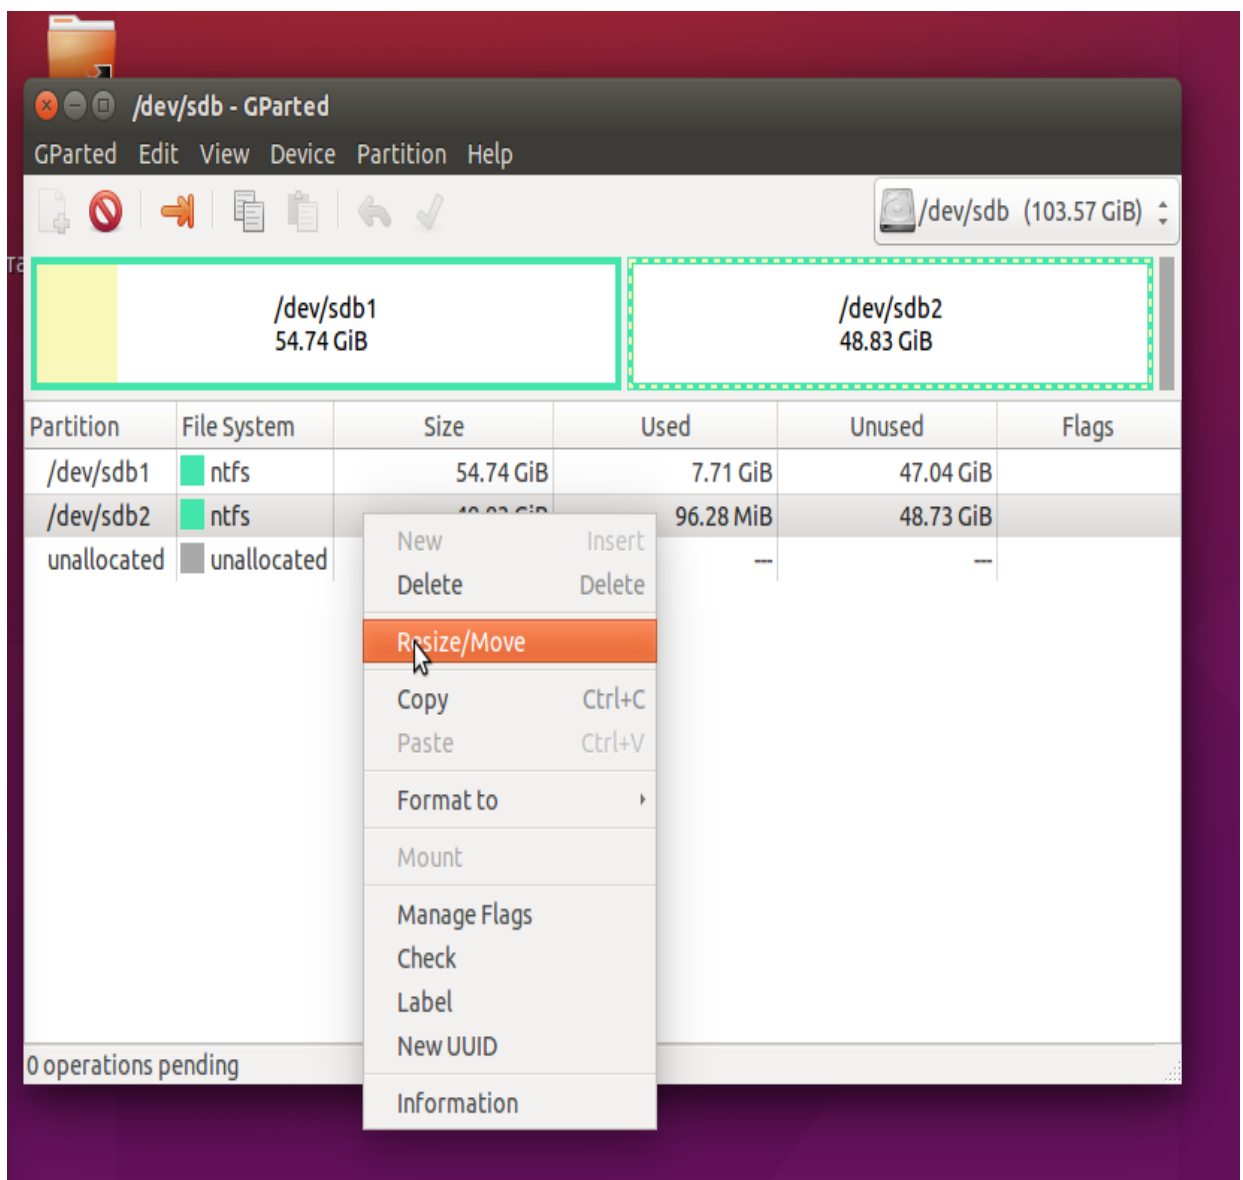 /dev/sdb - GParted
GParted Edit View Device Partition Help
/dev/sdb (103.57 GiB)
/dev/sdb1
54.74 GiB
/dev/sdb2
48.83 GiB
Partition File System Size Used Unused Flags
/dev/sdb1 ntfs 54.74 GiB 7.71 GiB 47.04 GiB
/dev/sdb2 ntfs 96.28 MiB 48.73 GiB
unallocated unallocated --- ---
New Insert
Delete Delete
Resize/Move
Copy Ctrl+C
Paste Ctrl+V
Format to
Mount
Manage Flags
Check
Label
New UUID
Information
0 operations pending